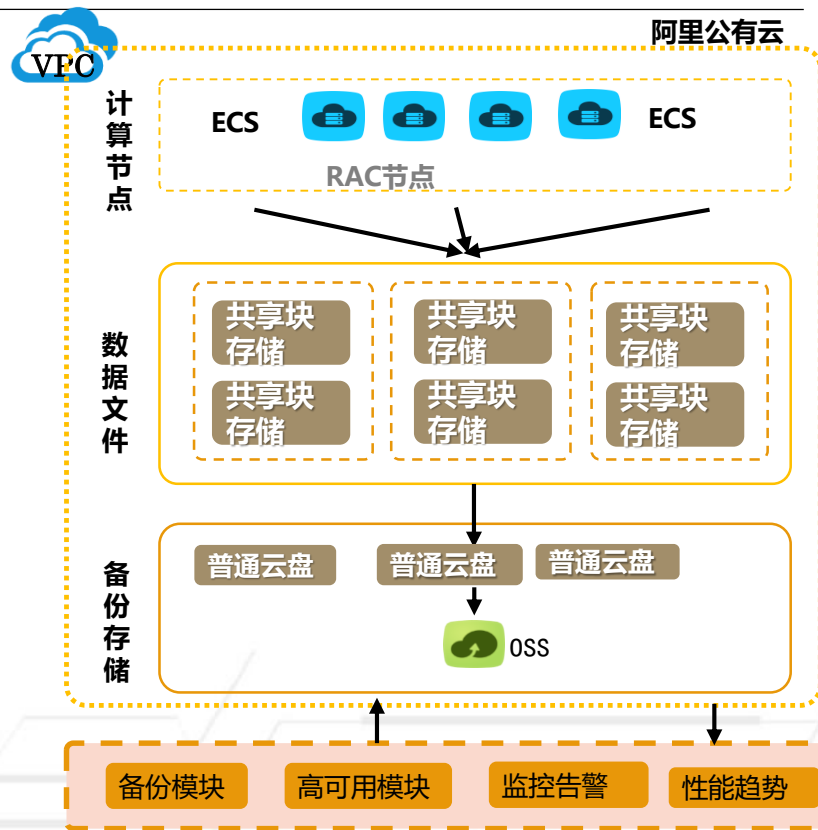 阿里公有云
VPC
计算节点
ECS
ECS
RAC节点
数据文件
共享块
存储
共享块
存储
共享块
存储
共享块
存储
共享块
存储
共享块
存储
备份存储
普通云盘
普通云盘
普通云盘
OSS
备份模块
高可用模块
监控告警
性能趋势